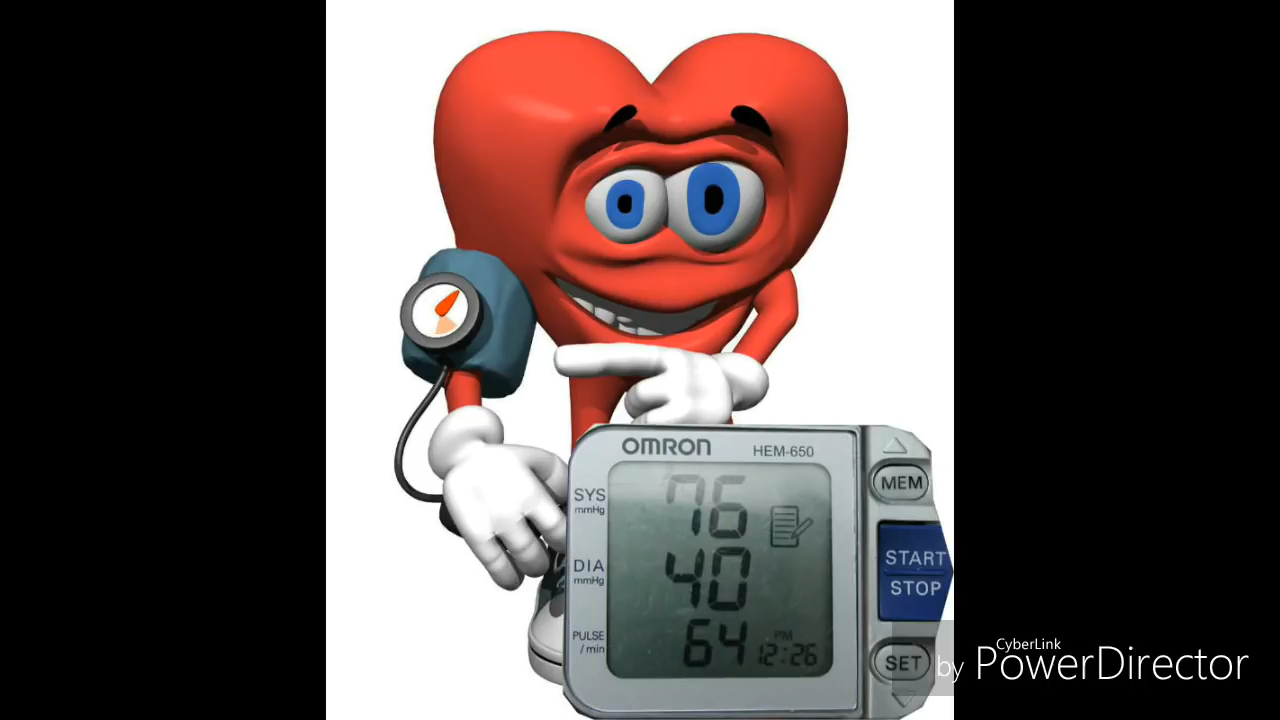 OMRON HEM-650
MEM
SYS
mmHg
76
START
STOP
DIA
mmHg
40
PULSE
/min
64
PM
12:26
SET
CyberLink
by PowerDirector